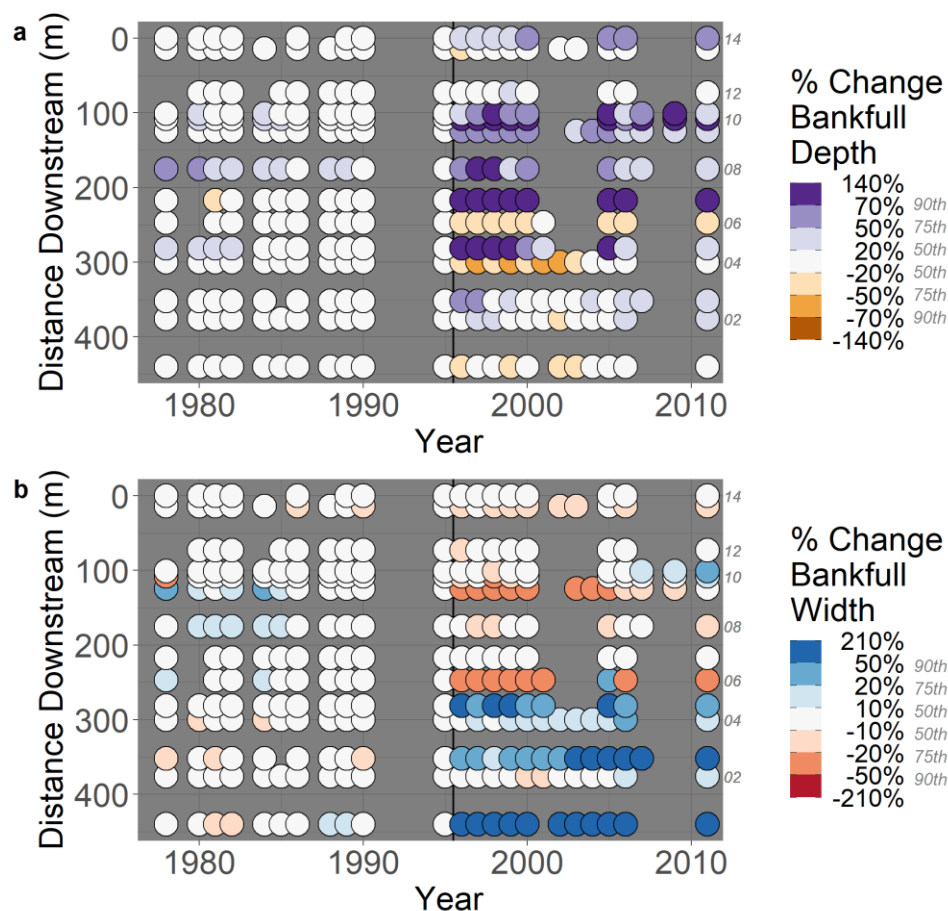 a
Distance Downstream (m)
0
100
200
300
400
14
12
10
08
06
04
02
1980
1990
2000
2010
Year
% Change
Bankfull
Depth
140%
70% 90th
50% 75th
20% 50th
-20% 50th
-50% 75th
-70% 90th
-140%
b
Distance Downstream (m)
0
100
200
300
400
14
12
10
08
06
04
02
1980
1990
2000
2010
Year
% Change
Bankfull
Width
210%
50% 90th
20% 75th
10% 50th
-10% 50th
-20% 75th
-50% 90th
-210%